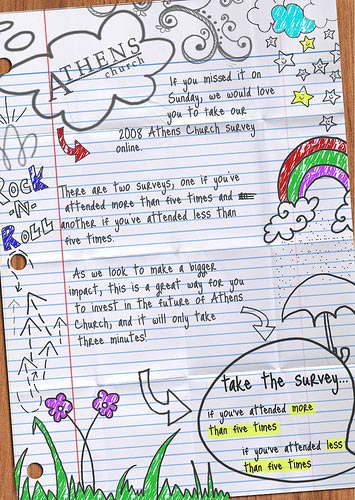 ATHENS
church
If you missed it on
Sunday, we would love
you to take our
2008 Athens Church survey
online.
ROCK
-N-
ROLL
There are two surveys, one if you've
attended more than five times and
another if you've attended less than
five times.
As we look to make a bigger
impact, this is a great way for you
to invest in the future of Athens
Church, and it will only take
three minutes!
take the survey...
if you've attended more
than five times
if you've attended less
than five times